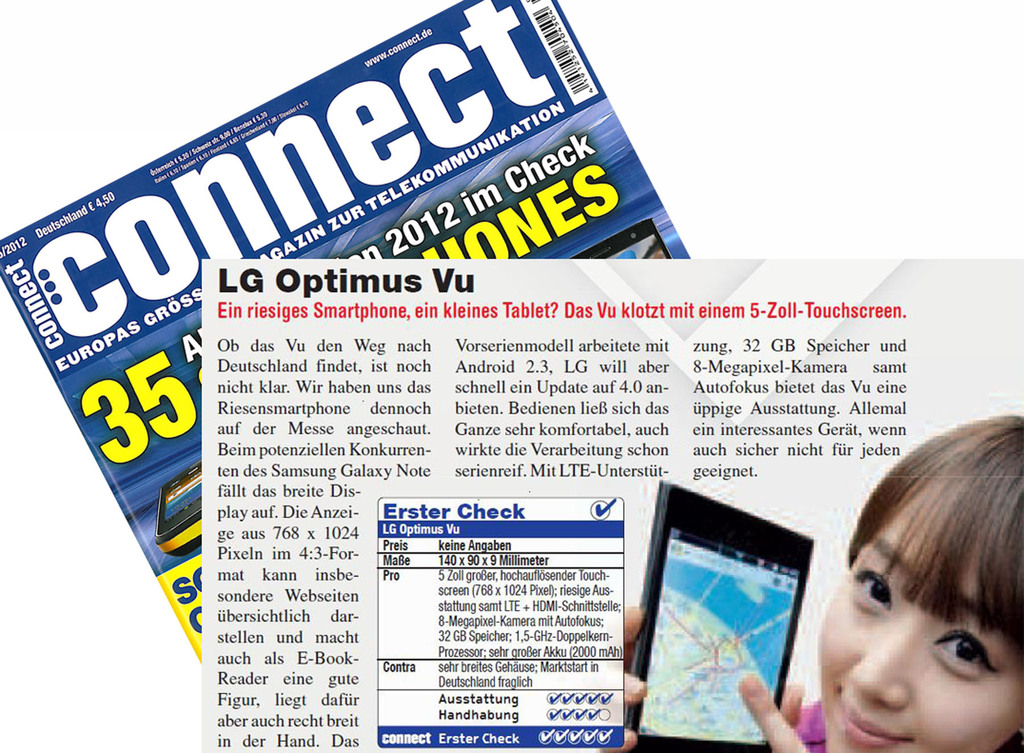 www.connect.de
connect
Deutschland € 4,50
Österreich € 5,20 / Schweiz sfr. 9,00 / Benelux € 5,30
connect
EUROPAS GRÖSS
AGAZIN ZUR TELEKOMMUNIKATION
2012 im Check
HONES
35
LG Optimus Vu
Ein riesiges Smartphone, ein kleines Tablet? Das Vu klotzt mit einem 5-Zoll-Touchscreen.
Ob das Vu den Weg nach
Deutschland findet, ist noch
nicht klar. Wir haben uns das
Riesensmartphone dennoch
auf der Messe angeschaut.
Beim potenziellen Konkurren-
ten des Samsung Galaxy Note
fällt das breite Dis-
play auf. Die Anzei-
ge aus 768 x 1024
Pixeln im 4:3-For-
mat kann insbe-
sondere Webseiten
übersichtlich dar-
stellen und macht
auch als E-Book-
Reader eine gute
Figur, liegt dafür
aber auch recht breit
in der Hand. Das
Vorserienmodell arbeitete mit
Android 2.3, LG will aber
schnell ein Update auf 4.0 an-
bieten. Bedienen ließ sich das
Ganze sehr komfortabel, auch
wirkte die Verarbeitung schon
serienreif. Mit LTE-Unterstüt-
zung, 32 GB Speicher und
8-Megapixel-Kamera samt
Autofokus bietet das Vu eine
üppige Ausstattung. Allemal
ein interessantes Gerät, wenn
auch sicher nicht für jeden
geeignet.
Erster Check
LG Optimus Vu
Preis keine Angaben
Maße 140 x 90 x 9 Millimeter
Pro 5 Zoll großer, hochauflösender Touch-
screen (768 x 1024 Pixel); riesige Aus-
stattung samt LTE + HDMI-Schnittstelle;
8-Megapixel-Kamera mit Autofokus;
32 GB Speicher; 1,5-GHz-Doppelkern-
Prozessor; sehr großer Akku (2000 mAh)
Contra sehr breites Gehäuse; Marktstart in
Deutschland fraglich
Ausstattung
Handhabung
connect Erster Check